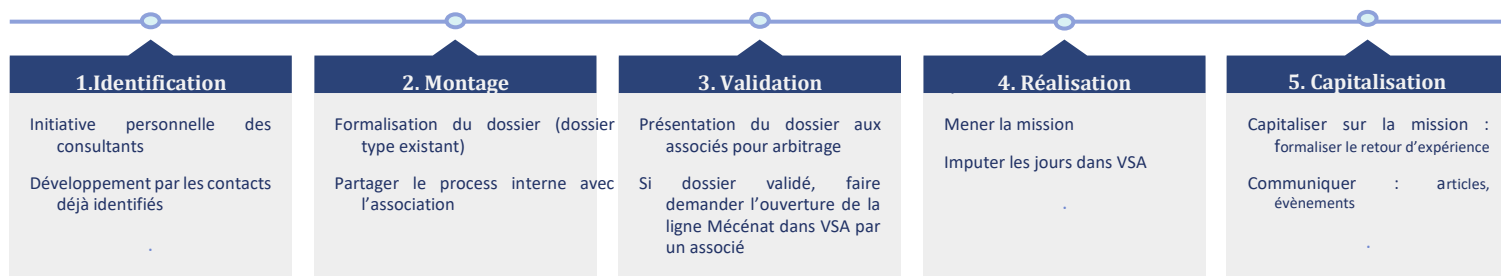 1.Identification
Initiative personnelle des
consultants
Développement par les contacts
déjà identifiés
.
2. Montage
Formalisation du dossier (dossier
type existant)
Partager le process interne avec
l’association
3. Validation
Présentation du dossier aux
associés pour arbitrage
Si dossier validé, faire
demander l’ouverture de la
ligne Mécénat dans VSA par
un associé
4. Réalisation
Mener la mission
Imputer les jours dans VSA
.
5. Capitalisation
Capitaliser sur la mission :
formaliser le retour d’expérience
Communiquer : articles,
évènements
.